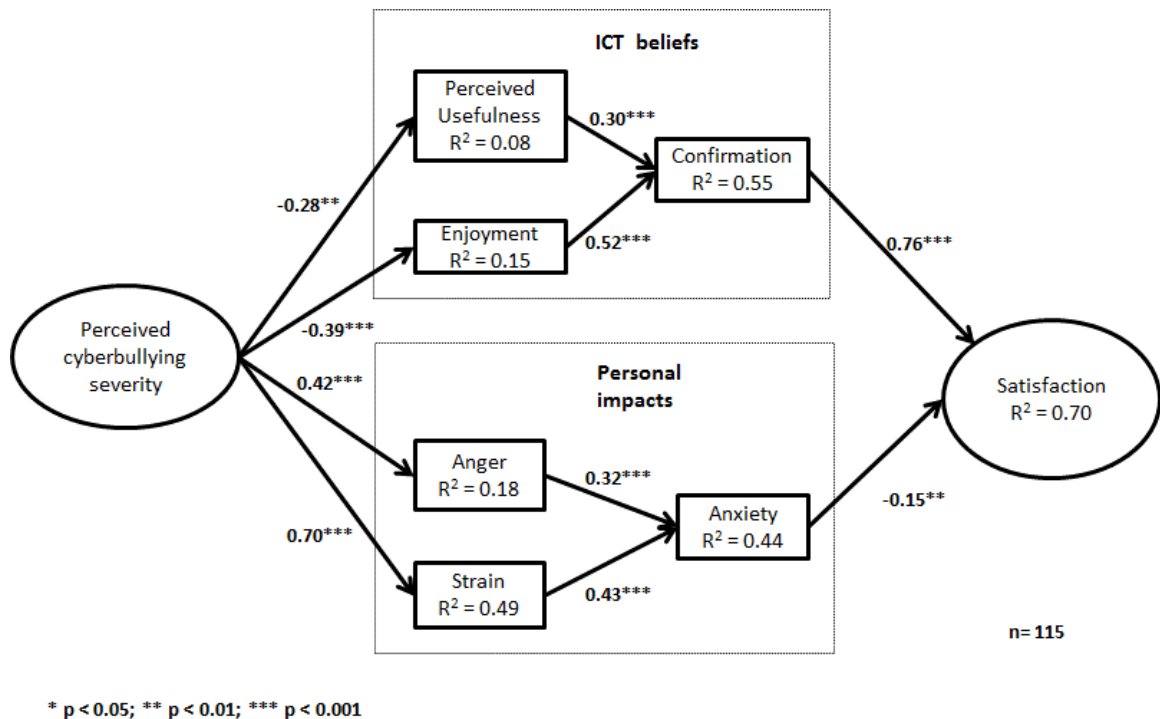 ICT beliefs
Perceived
Usefulness
R² = 0.08
0.30***
Confirmation
R² = 0.55
-0.28**
Enjoyment
R² = 0.15
0.52***
0.76***
-0.39***
Perceived
cyberbullying
severity
0.42***
Personal
impacts
Satisfaction
R² = 0.70
Anger
R² = 0.18
0.32***
Anxiety
R² = 0.44
-0.15**
0.70***
Strain
R² = 0.49
0.43***
n= 115
* p < 0.05; ** p < 0.01; *** p < 0.001